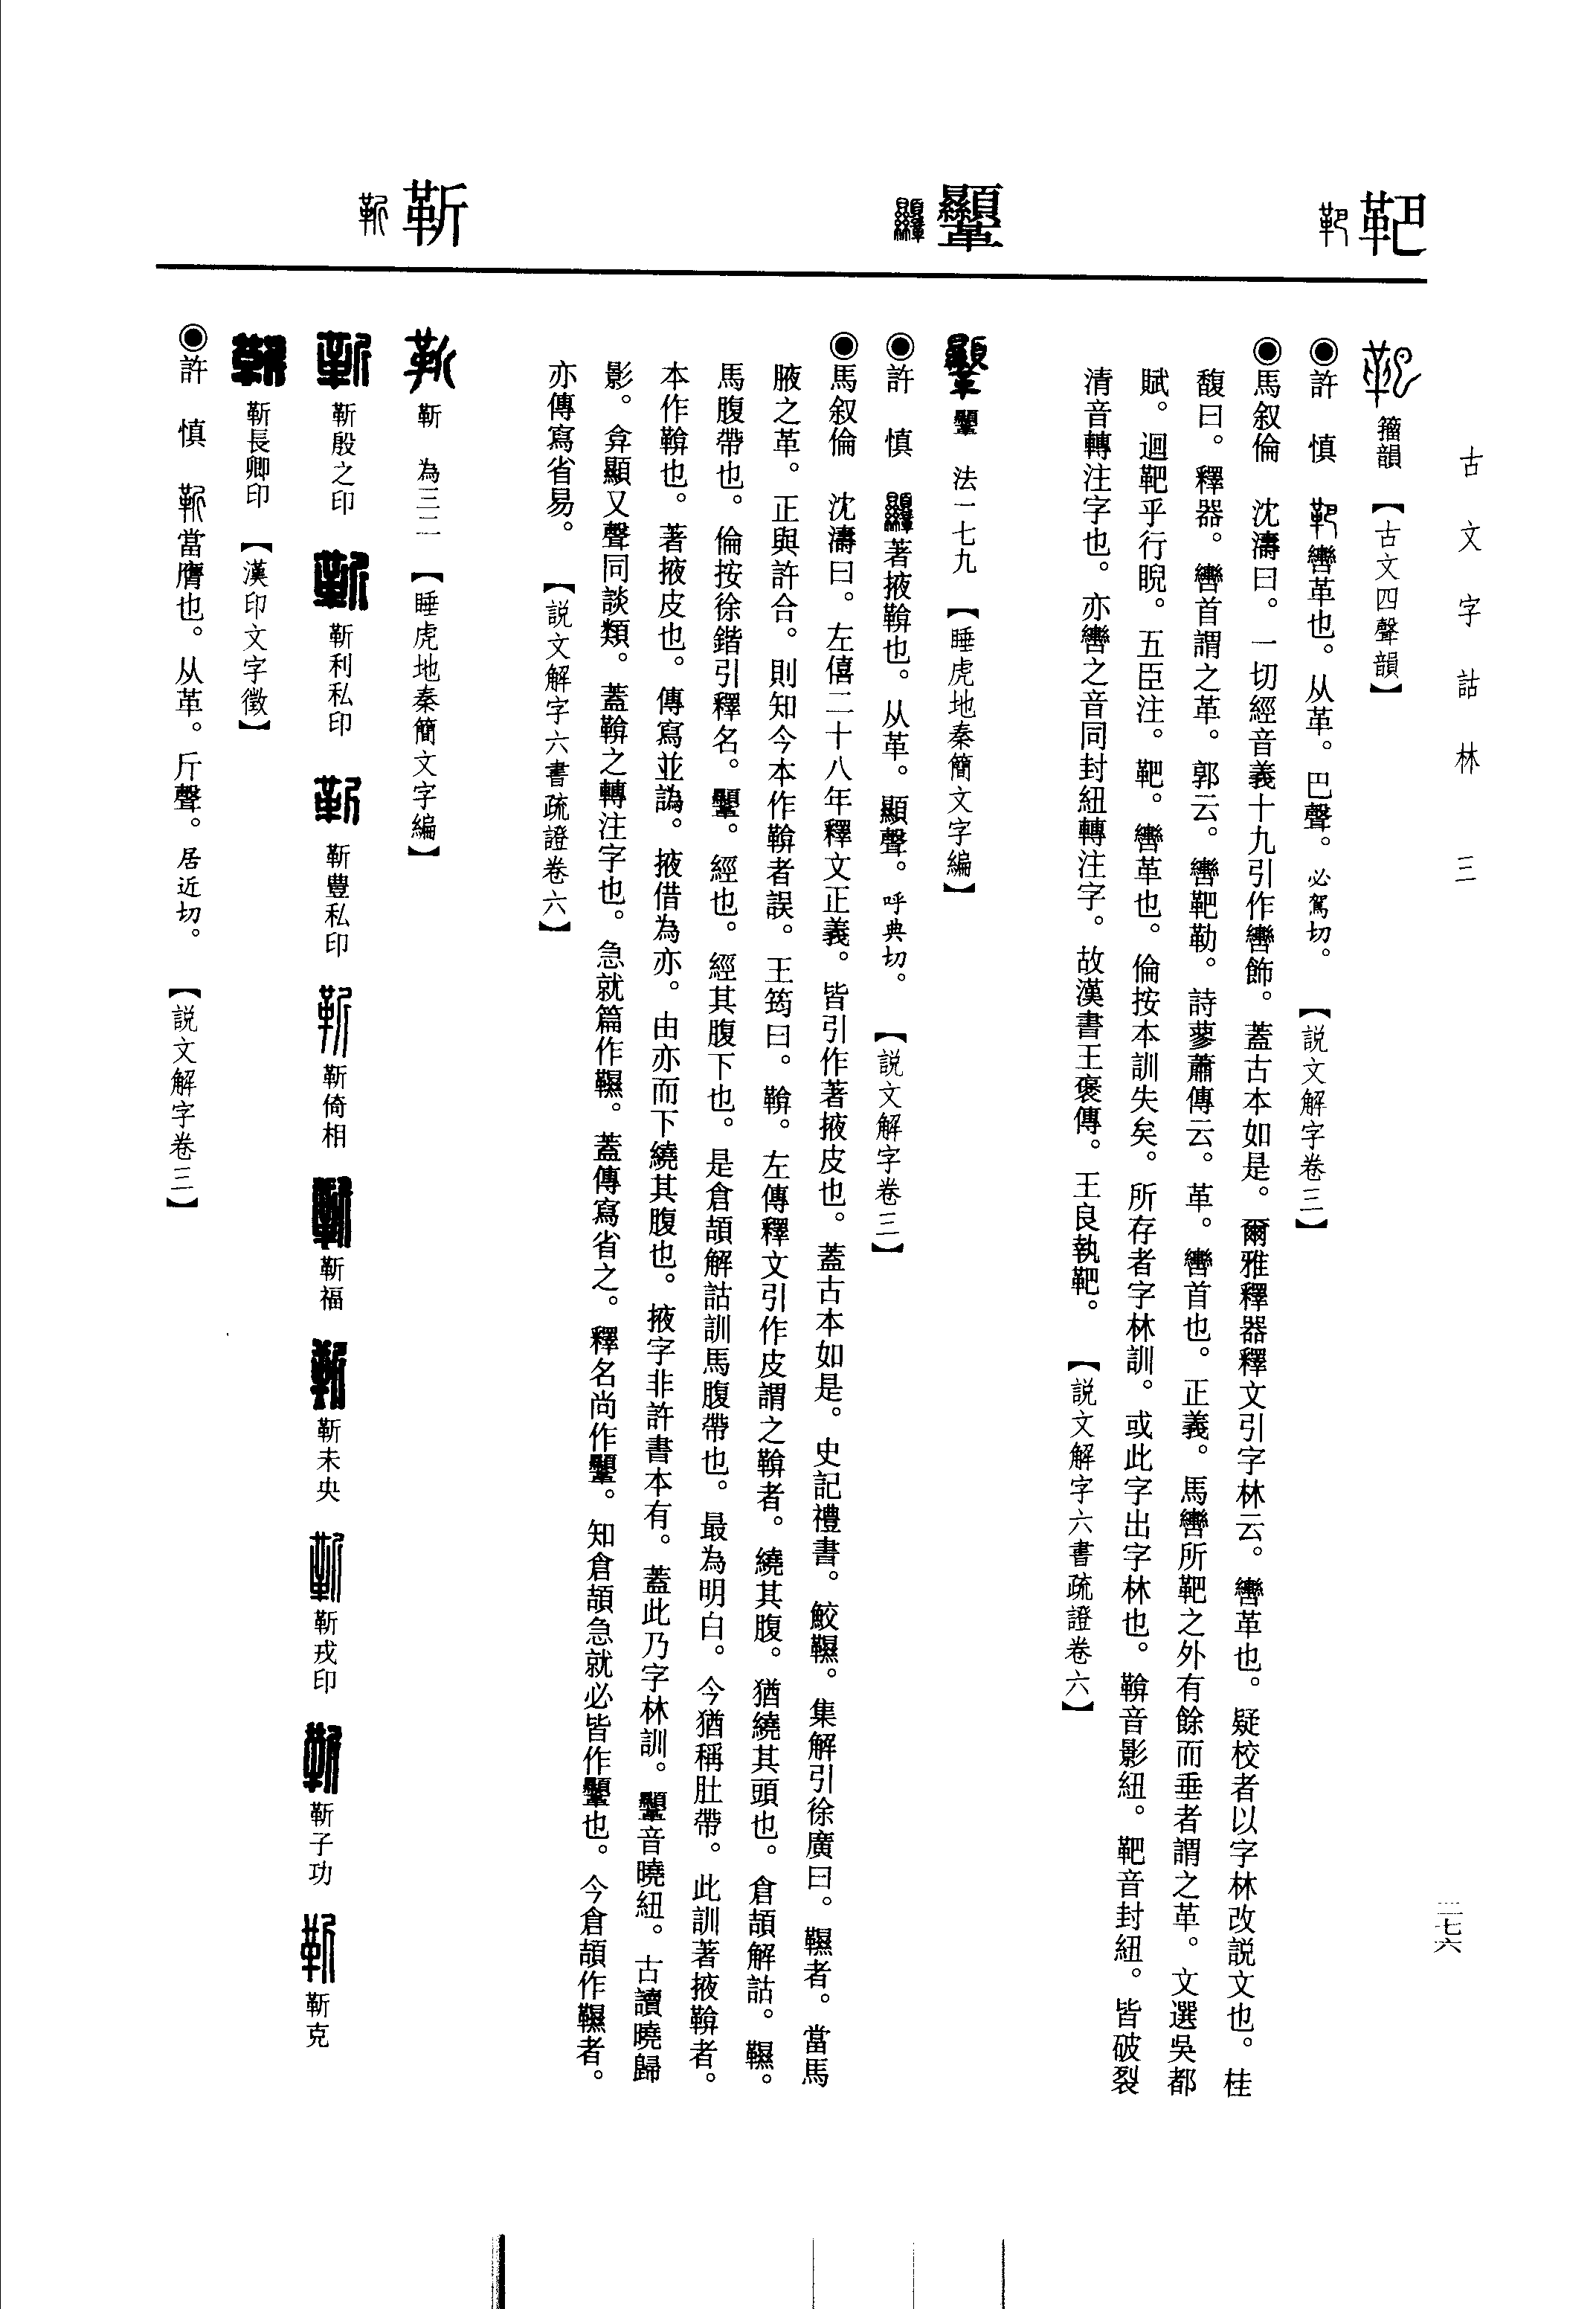 古文字詁林 三
三七六
靶
籀韻 【古文四聲韻】
◉許 慎 靶轡革也。从革。巴聲。必駕切。 【説文解字卷三】
◉馬叙倫 沈濤曰。一切經音義十九引作轡飾。蓋古本如是。爾雅釋器釋文引字林云。轡革也。疑校者以字林改説文也。桂
馥曰。釋器。轡首謂之革。郭云。轡靶勒。詩蓼蕭傳云。革。轡首也。正義。馬轡所靶之外有餘而垂者謂之革。文選吳都
賦。迴靶乎行睨。五臣注。靶。轡革也。倫按本訓失矣。所存者字林訓。或此字出字林也。鞥音影紐。靶音封紐。皆破裂
清音轉注字也。亦轡之音同封紐轉注字。故漢書王褒傳。王良執靶。 【説文解字六書疏證卷六】
韅
韅 法一七九 【睡虎地秦簡文字編】
◉許 慎 韅著掖鞥也。从革。顯聲。呼典切。 【説文解字卷三】
◉馬叙倫 沈濤曰。左僖二十八年釋文正義。皆引作著掖皮也。蓋古本如是。史記禮書。鮫䩻。集解引徐廣曰。䩻者。當馬
腋之革。正與許合。則知今本作鞥者誤。王筠曰。鞥。左傳釋文引作皮謂之鞥者。繞其腹。猶繞其頭也。倉頡解詁。䩻。
馬腹帶也。倫按徐鍇引釋名。韅。經也。經其腹下也。是倉頡解詁訓馬腹帶也。最為明白。今猶稱肚帶。此訓著掖鞥者。
本作鞥也。著掖皮也。傳寫並譌。掖借為亦。由亦而下繞其腹也。掖字非許書本有。蓋此乃字林訓。韅音曉紐。古讀曉歸
影。弇顯又聲同談類。蓋鞥之轉注字也。急就篇作䩻。蓋傳寫省之。釋名尚作韅。知倉頡急就必皆作韅也。今倉頡作䩻者。
亦傳寫省易。 【説文解字六書疏證卷六】
靳
靳 為三二 【睡虎地秦簡文字編】
靳殷之印 靳利私印 靳豊私印 靳倚相 靳福 靳未央 靳戎印 靳子功 靳克
靳長卿印 【漢印文字徵】
◉許 慎 靳當膺也。从革。斤聲。居近切。 【説文解字卷三】